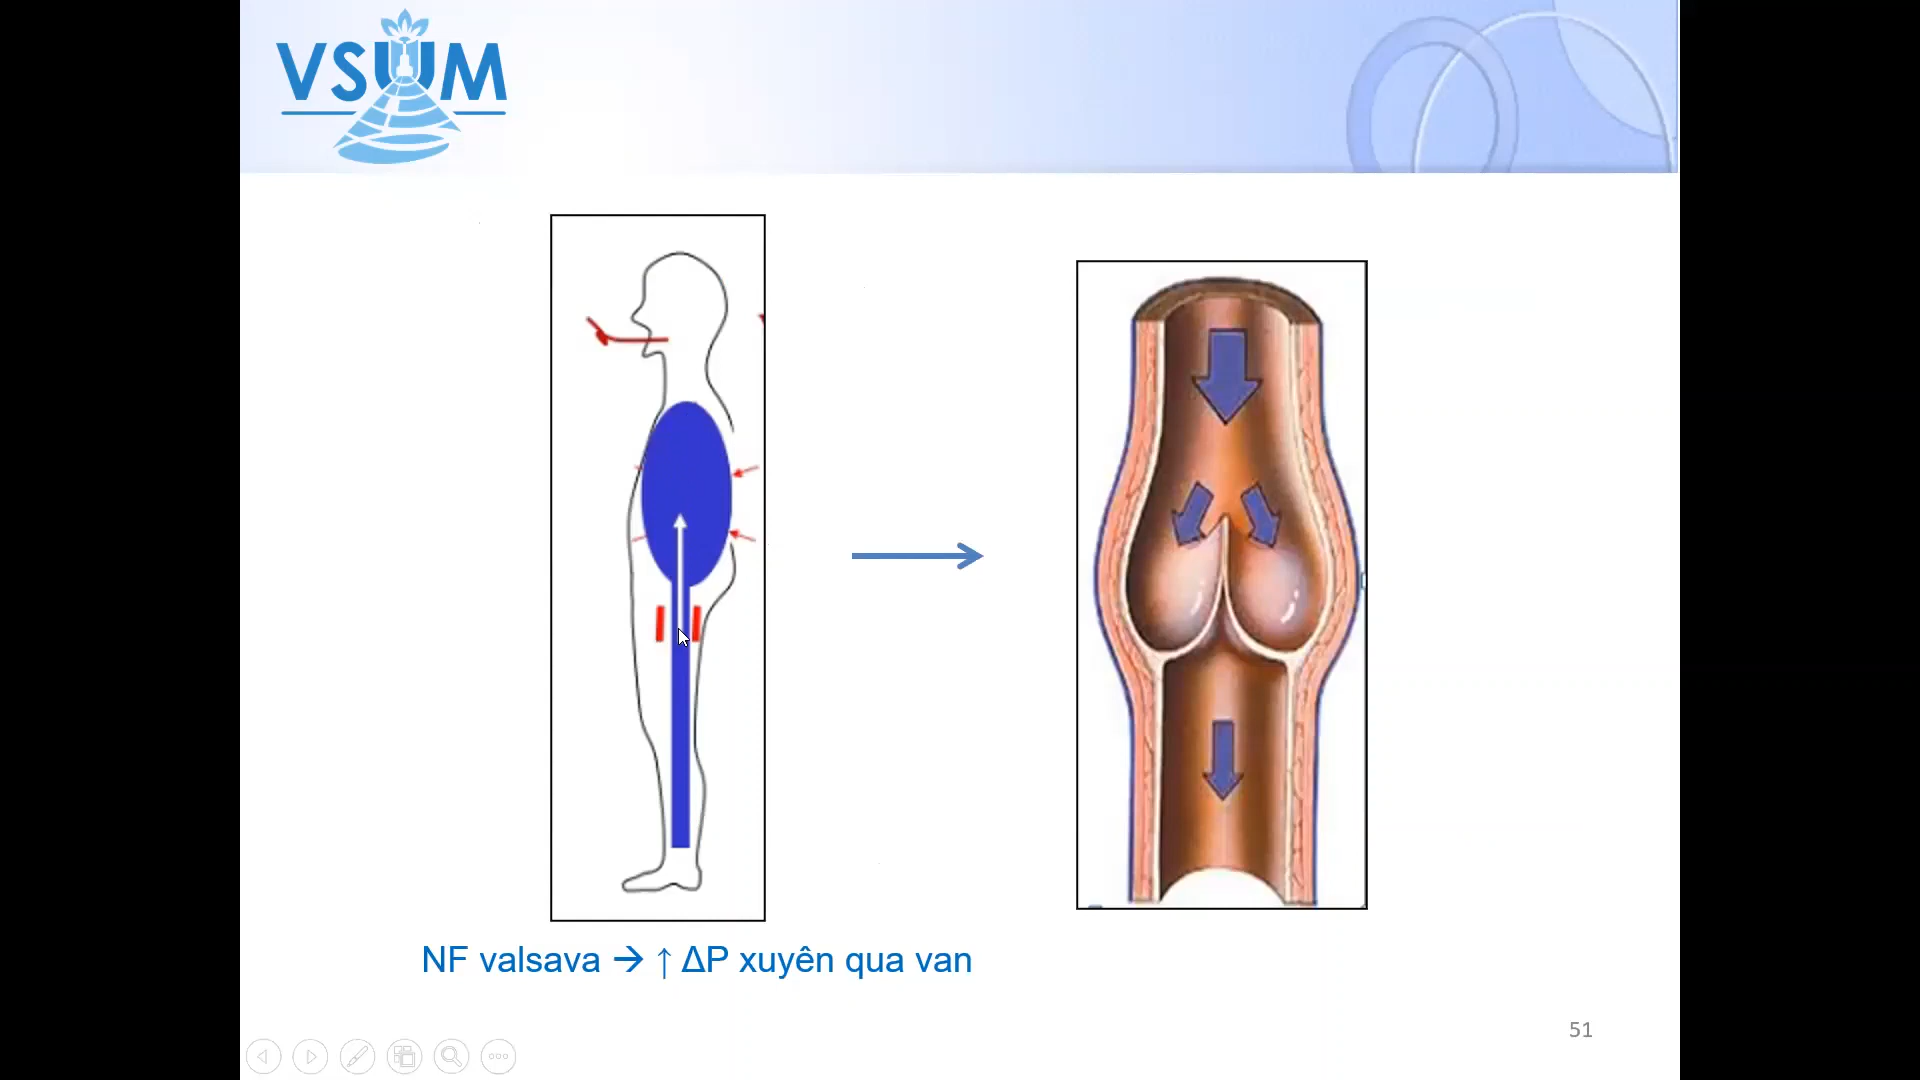 VSUM
NF valsava → ↑ ΔP xuyên qua van
51